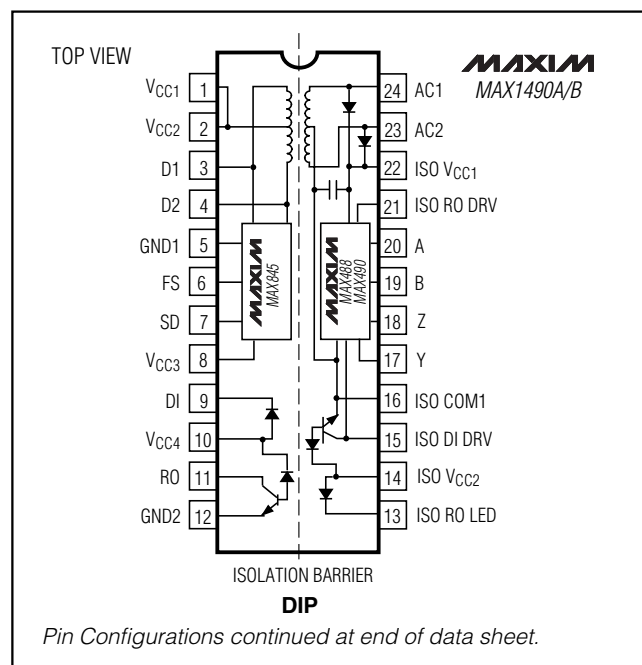 TOP VIEW
MAXIM
MAX1490A/B
VCC1 1
VCC2 2
D1 3
D2 4
GND1 5
FS 6
SD 7
VCC3 8
DI 9
VCC4 10
RO 11
GND2 12
24 AC1
23 AC2
22 ISO VCC1
21 ISO RO DRV
20 A
19 B
18 Z
17 Y
16 ISO COM1
15 ISO DI DRV
14 ISO VCC2
13 ISO RO LED
MAXIM
MAX845
MAXIM
MAX488
MAX490
ISOLATION BARRIER
DIP
Pin Configurations continued at end of data sheet.